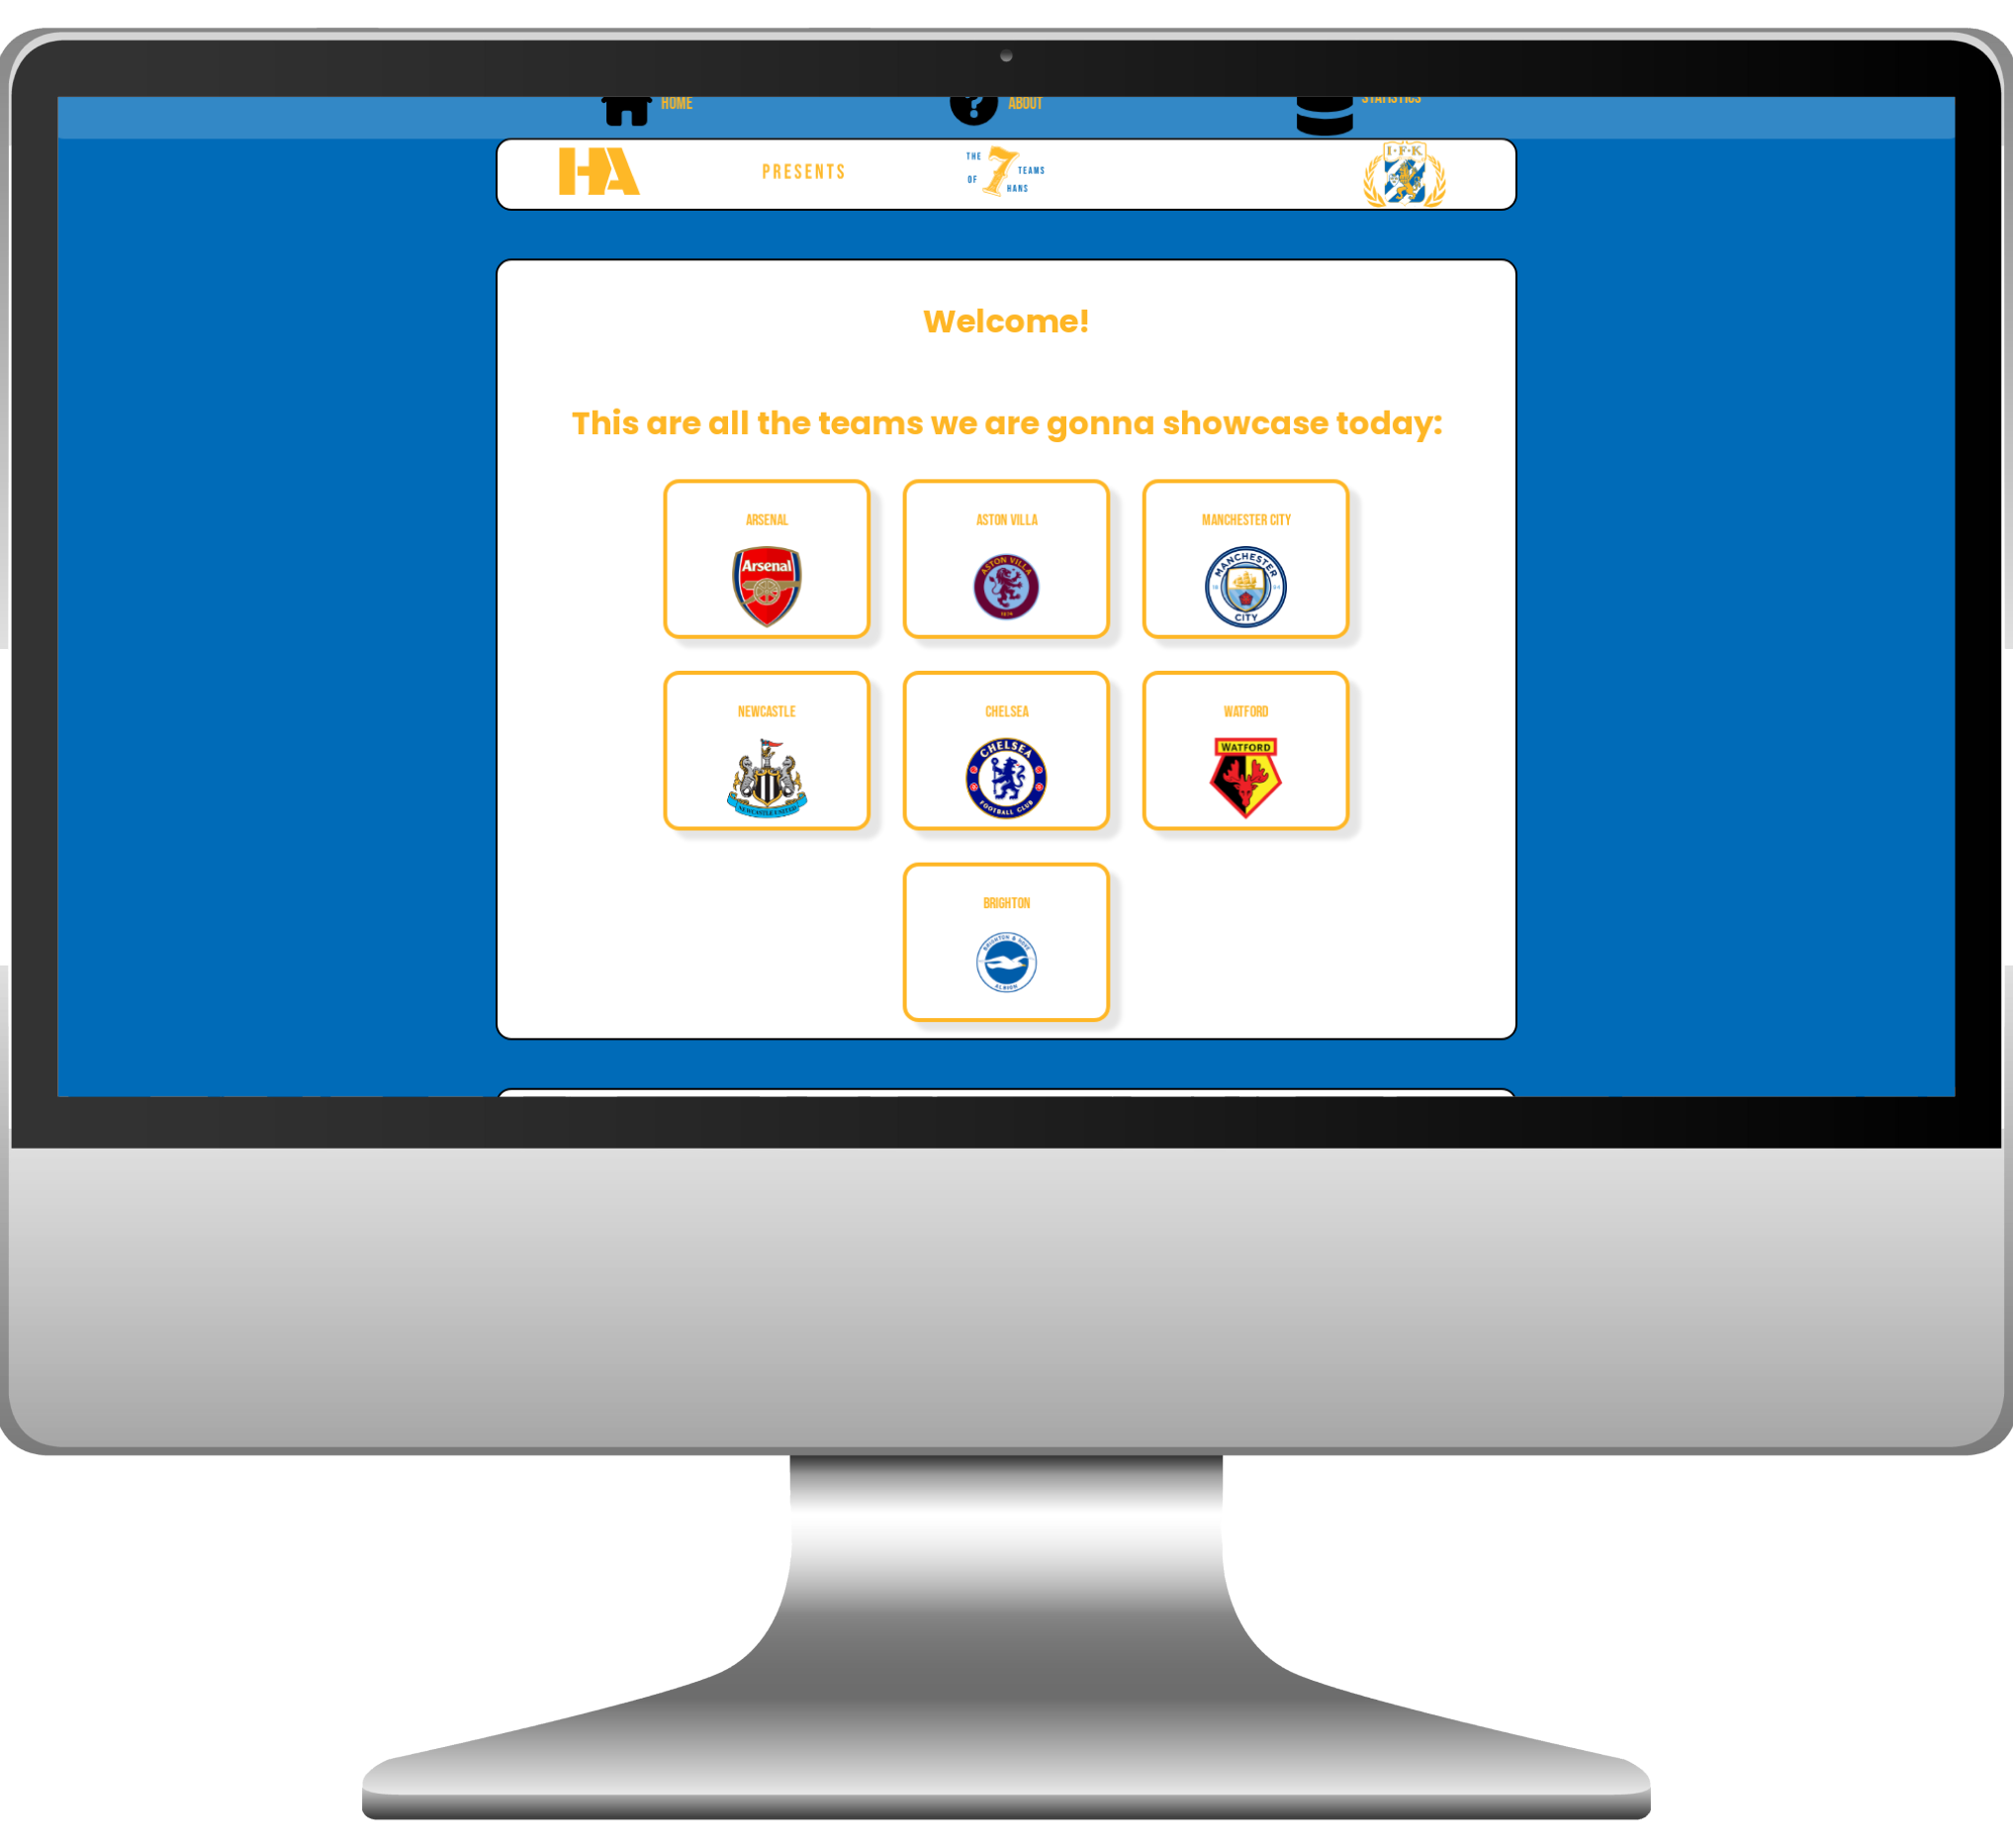 HOME ABOUT STATISTICS
HA PRESENTS THE 7 TEAMS OF HANS I·F·K
Welcome!
This are all the teams we are gonna showcase today:
ARSENAL ASTON VILLA MANCHESTER CITY
Arsenal ASTON VILLA MANCHESTER CITY
NEWCASTLE CHELSEA WATFORD
NEWCASTLE UNITED CHELSEA FOOTBALL CLUB WATFORD
BRIGHTON
BRIGHTON & HOVE ALBION